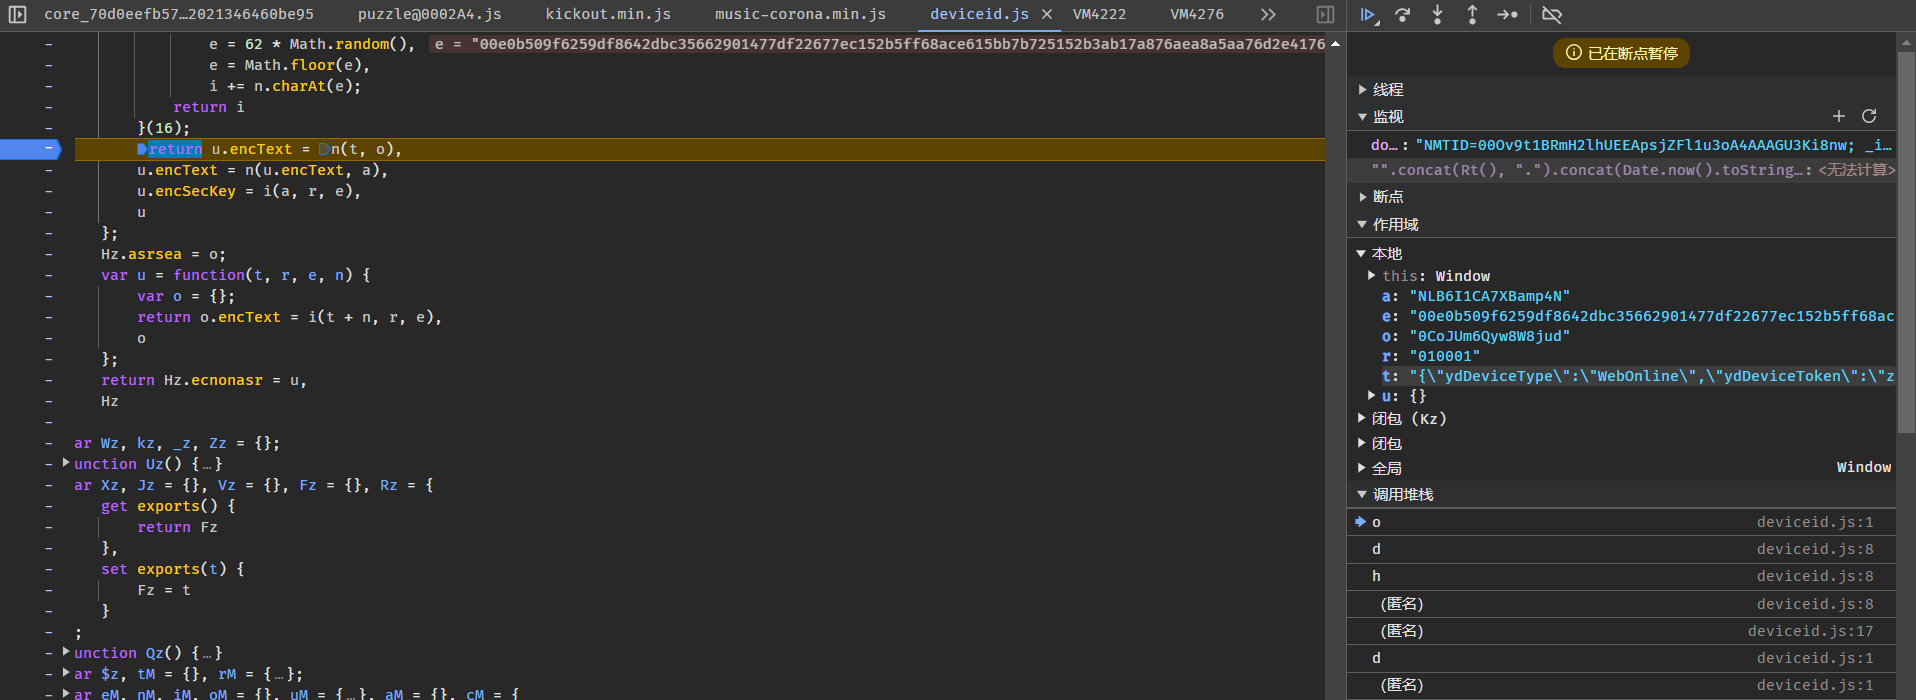 core_70d0eefb57…2021346460be95 puzzle@0002A4.js kickout.min.js music-corona.min.js deviceid.js × VM4222 VM4276 >>
e = 62 * Math.random(), e = "00e0b509f6259df8642dbc35662901477df22677ec152b5ff68ace615bb7b725152b3ab17a876aea8a5aa76d2e4176
e = Math.floor(e),
i += n.charAt(e);
return i
}(16);
return u.encText = n(t, o),
u.encText = n(u.encText, a),
u.encSecKey = i(a, r, e),
u
};
Hz.asrsea = o;
var u = function(t, r, e, n) {
var o = {};
return o.encText = i(t + n, r, e),
o
};
return Hz.ecnonasr = u,
Hz
ar Wz, kz, _z, Zz = {};
unction Uz() {…}
ar Xz, Jz = {}, Vz = {}, Fz = {}, Rz = {
get exports() {
return Fz
},
set exports(t) {
Fz = t
}
;
unction Qz() {…}
ar $z, tM = {}, rM = {…};
ar eM, nM, iM, oM = {}, uM = {…}, aM = {}, cM = {
已在断点暂停
线程
监视
do…: "NMTID=00Ov9t1BRmH2lhUEEApsjZFl1u3oA4AAAGU3Ki8nw; _i…
"".concat(Rt(), ".").concat(Date.now().toString…: <无法计算>
断点
作用域
本地
this: Window
a: "NLB6I1CA7XBamp4N"
e: "00e0b509f6259df8642dbc35662901477df22677ec152b5ff68ac
o: "0CoJUm6Qyw8W8jud"
r: "010001"
t: "{\"ydDeviceType\":\"WebOnline\",\"ydDeviceToken\":\"z
u: {}
闭包 (Kz)
闭包
全局 Window
调用堆栈
o deviceid.js:1
d deviceid.js:8
h deviceid.js:8
(匿名) deviceid.js:8
(匿名) deviceid.js:17
d deviceid.js:1
(匿名) deviceid.js:1